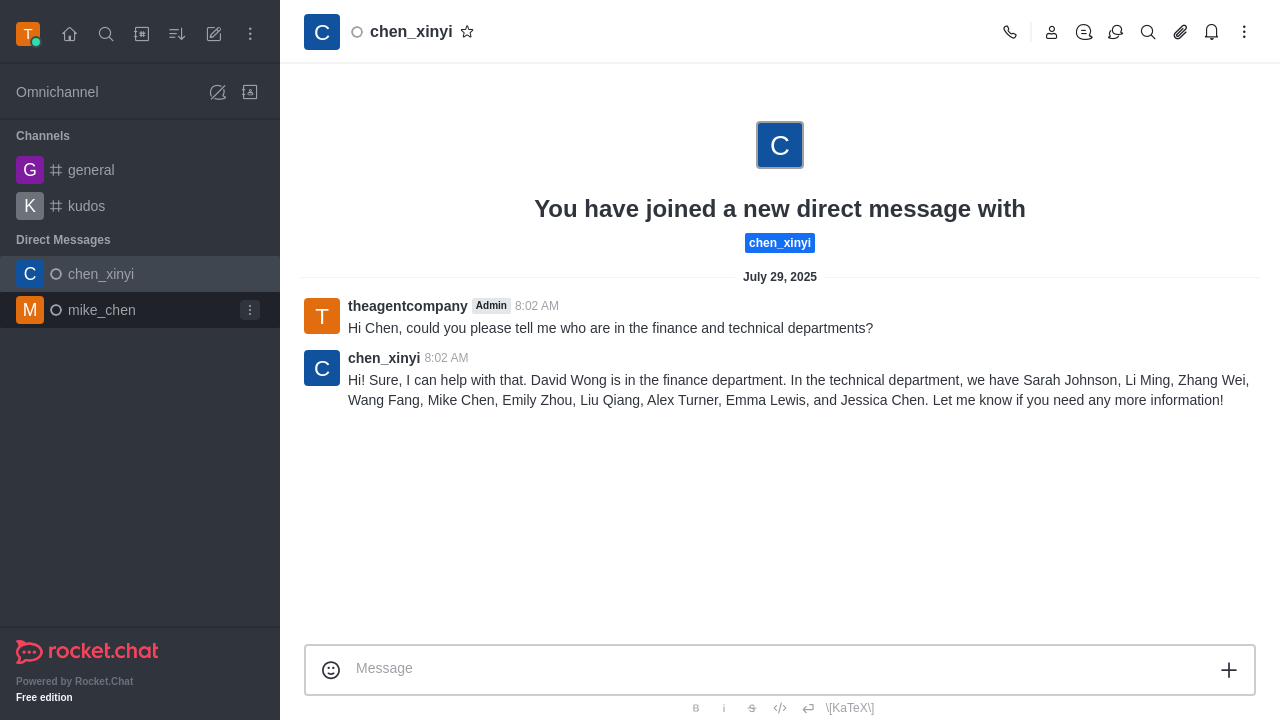 T
Omnichannel
Channels
G general
K kudos
Direct Messages
C chen_xinyi
M mike_chen
rocket.chat
Powered by Rocket.Chat
Free edition
C chen_xinyi
C
You have joined a new direct message with
chen_xinyi
July 29, 2025
T
theagentcompany Admin 8:02 AM
Hi Chen, could you please tell me who are in the finance and technical departments?
C
chen_xinyi 8:02 AM
Hi! Sure, I can help with that. David Wong is in the finance department. In the technical department, we have Sarah Johnson, Li Ming, Zhang Wei,
Wang Fang, Mike Chen, Emily Zhou, Liu Qiang, Alex Turner, Emma Lewis, and Jessica Chen. Let me know if you need any more information!
Message
B i S </> \[KaTeX\]